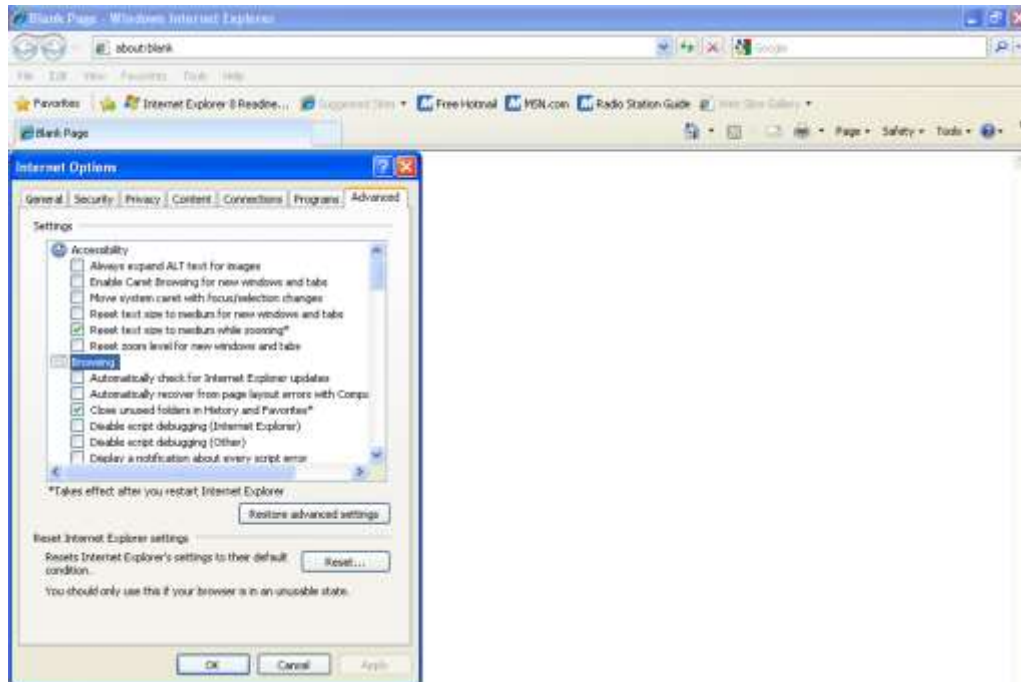 Blank Page - Windows Internet Explorer
about:blank
Google
File Edit View Favorites Tools Help
Favorites Internet Explorer 8 Readine... Suggested Sites Free Hotmail MSN.com Radio Station Guide Web Slice Gallery
Blank Page
Page Safety Tools
Internet Options
General Security Privacy Content Connections Programs Advanced
Settings
Accessibility
Always expand ALT text for images
Enable Caret Browsing for new windows and tabs
Move system caret with focus/selection changes
Reset text size to medium for new windows and tabs
Reset text size to medium while zooming*
Reset zoom level for new windows and tabs
Browsing
Automatically check for Internet Explorer updates
Automatically recover from page layout errors with Compa
Close unused folders in History and Favorites*
Disable script debugging (Internet Explorer)
Disable script debugging (Other)
Display a notification about every script error
*Takes effect after you restart Internet Explorer
Restore advanced settings
Reset Internet Explorer settings
Resets Internet Explorer's settings to their default
condition.
Reset...
You should only use this if your browser is in an unusable state.
OK Cancel Apply